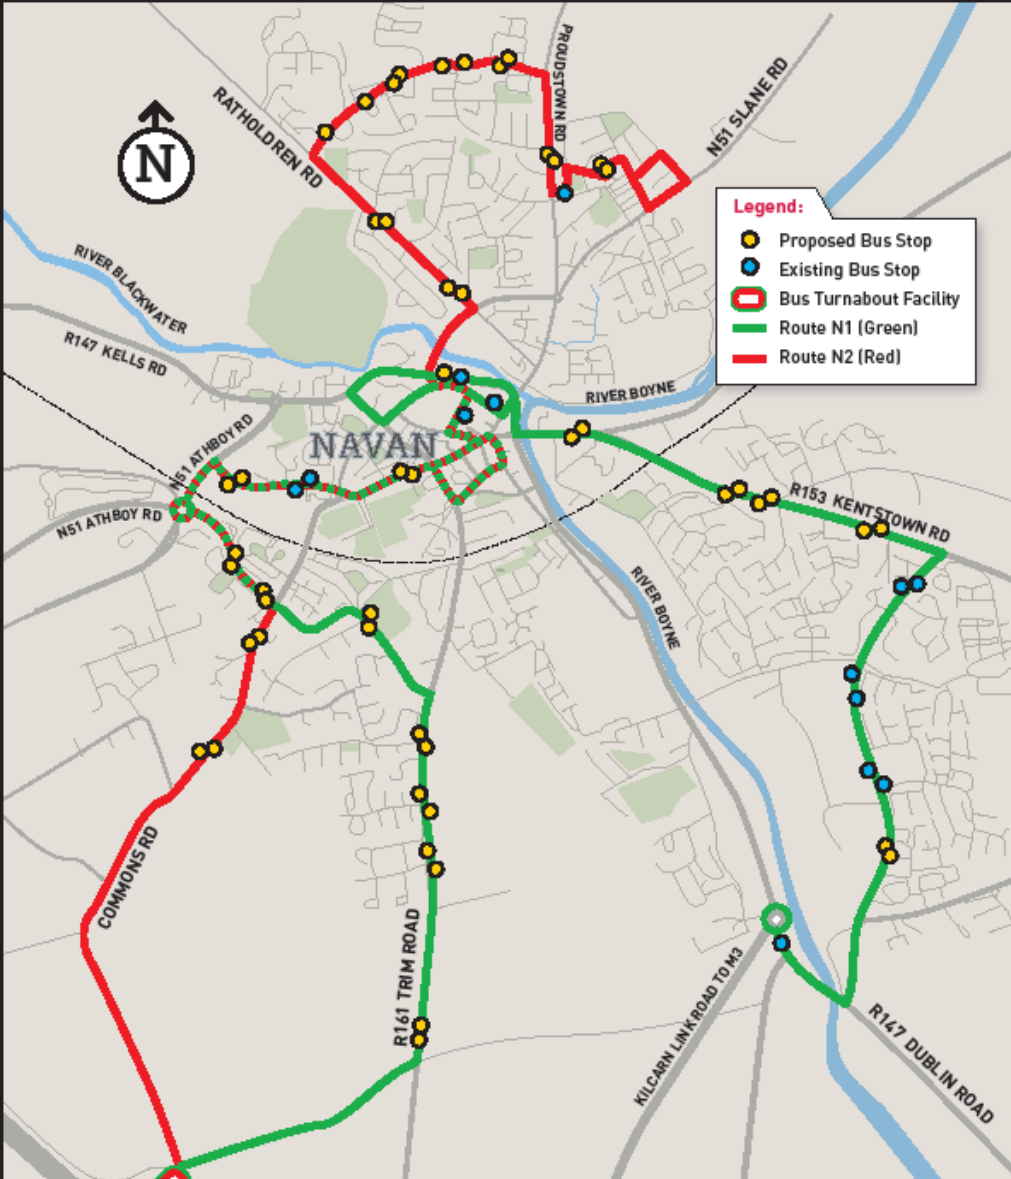 PROUDSTOWN RD
N51 SLANE RD
RATHOLDREN RD
N
Legend:
Proposed Bus Stop
Existing Bus Stop
Bus Turnabout Facility
Route N1 (Green)
Route N2 (Red)
RIVER BLACKWATER
R147 KELLS RD
RIVER BOYNE
N51 ATHBOY RD
NAVAN
N51 ATHBOY RD
R153 KENTSTOWN RD
RIVER BOYNE
COMMONS RD
R161 TRIM ROAD
KILCARN LINK ROAD TO M3
R147 DUBLIN ROAD